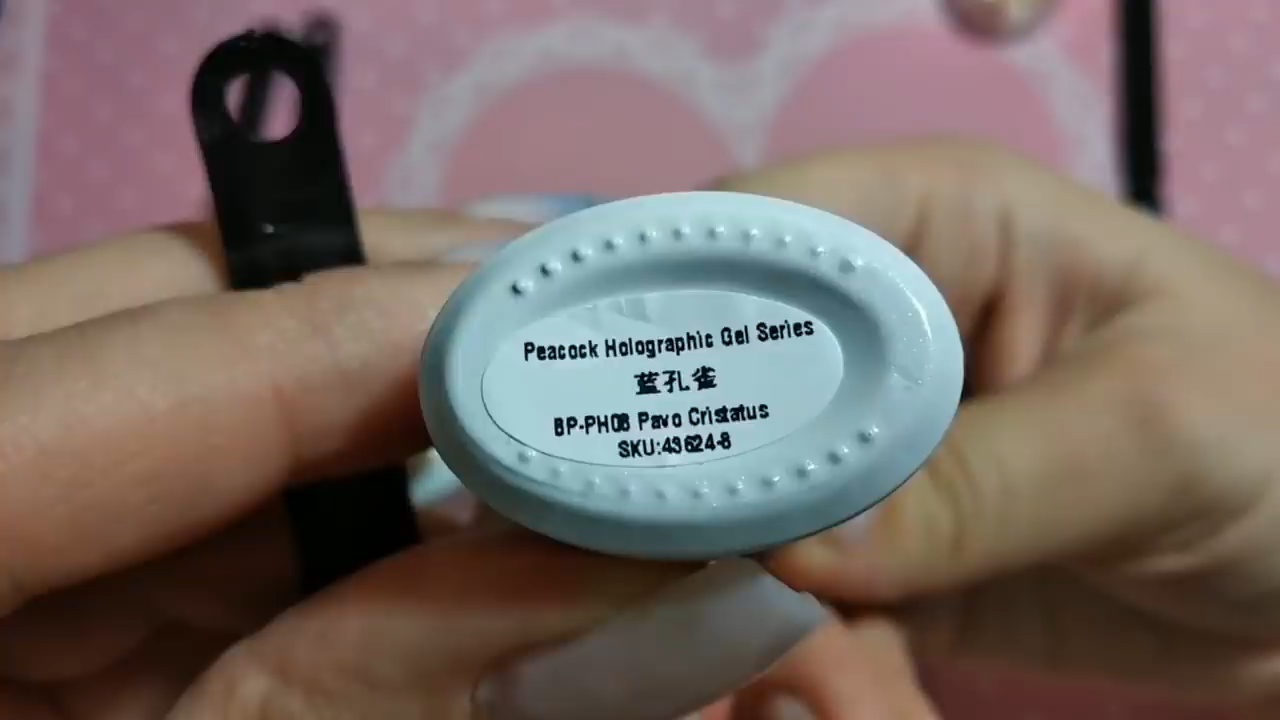 Peacock Holographic Gel Series
蓝孔雀
BP-PH08 Pavo Cristatus
SKU:43624-8